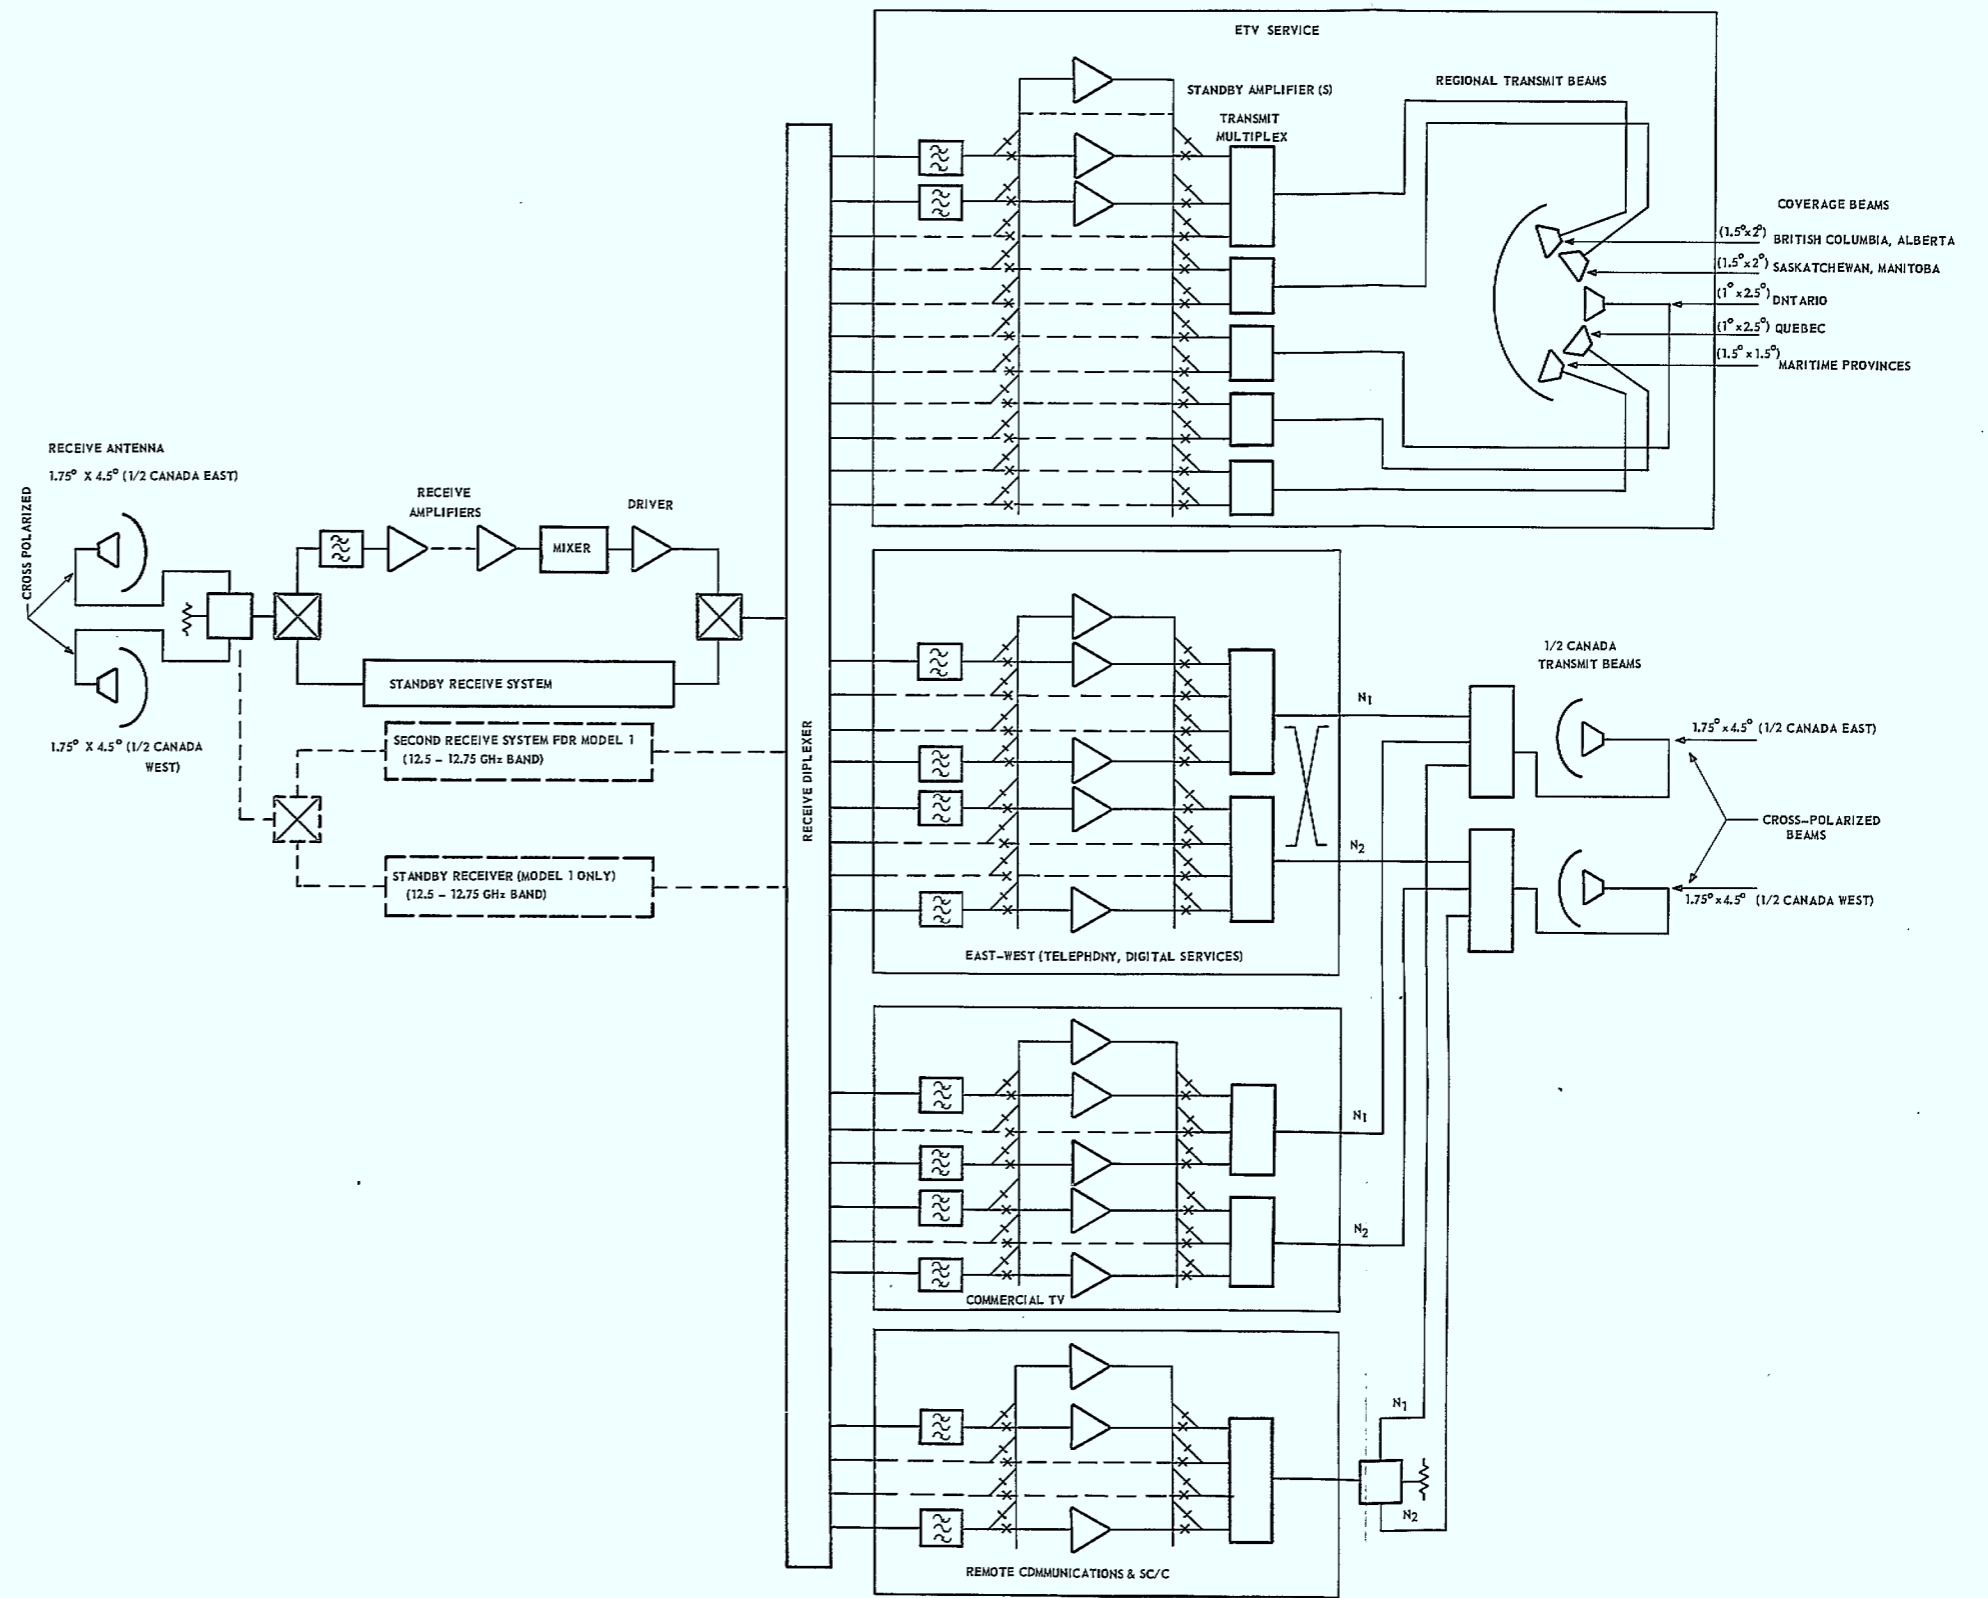 ETV SERVICE
STANDBY AMPLIFIER (S)
TRANSMIT
MULTIPLEX
REGIONAL TRANSMIT BEAMS
COVERAGE BEAMS
(1.5°x2°) BRITISH COLUMBIA, ALBERTA
(1.5°x2°) SASKATCHEWAN, MANITOBA
(1°x2.5°) DNTARIO
(1°x2.5°) QUEBEC
(1.5°x1.5°) MARITIME PROVINCES
RECEIVE ANTENNA
1.75° X 4.5° (1/2 CANADA EAST)
CROSS POLARIZED
RECEIVE
AMPLIFIERS
DRIVER
MIXER
STANDBY RECEIVE SYSTEM
1.75° X 4.5° (1/2 CANADA
WEST)
SECOND RECEIVE SYSTEM FDR MODEL 1
(12.5 – 12.75 GHz BAND)
STANDBY RECEIVER (MODEL 1 ONLY)
(12.5 – 12.75 GHz BAND)
RECEIVE DIPLEXER
N1
N2
EAST-WEST (TELEPHDNY, DIGITAL SERVICES)
1/2 CANADA
TRANSMIT BEAMS
1.75°x4.5° (1/2 CANADA EAST)
CROSS-POLARIZED
BEAMS
1.75°x4.5° (1/2 CANADA WEST)
N1
N2
COMMERCIAL TV
N1
N2
REMOTE CDMMUNICATIONS & SC/C